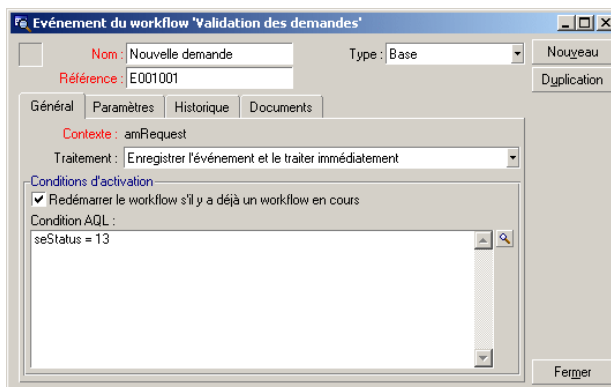 Evénement du workflow 'Validation des demandes'
Nom : Nouvelle demande Type : Base Nouveau
Référence : E001001 Duplication
Général Paramètres Historique Documents
Contexte : amRequest
Traitement : Enregistrer l'événement et le traiter immédiatement
Conditions d'activation
Redémarrer le workflow s'il y a déjà un workflow en cours
Condition AQL :
seStatus = 13
Fermer